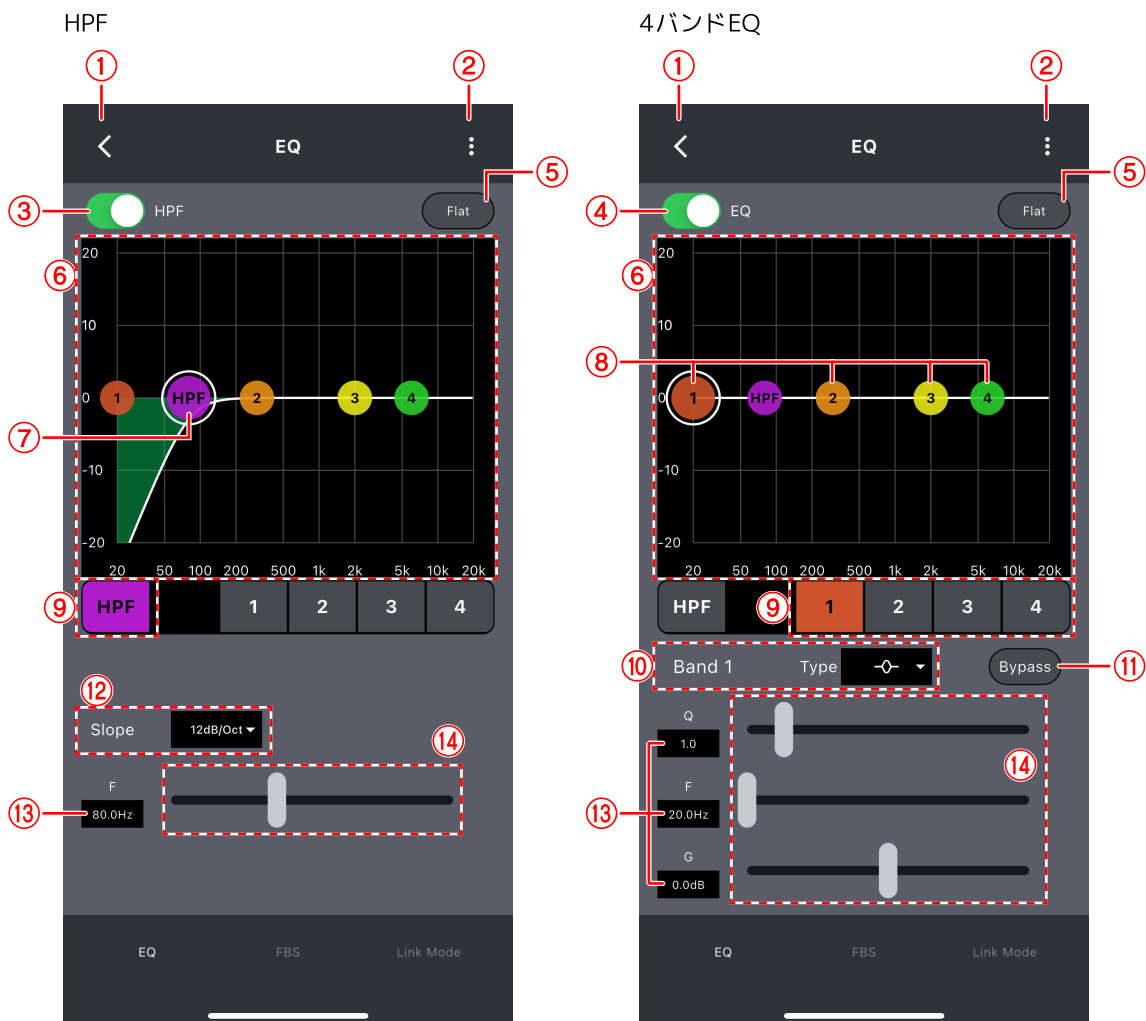 HPF
① ②
EQ
③ HPF Flat ⑤
⑥ 20
10
0 1 HPF 2 3 4
⑦
-10
-20
20 50 100 200 500 1k 2k 5k 10k 20k
⑨ HPF 1 2 3 4
⑫
Slope 12dB/Oct ⑭
F
⑬ 80.0Hz
EQ FBS Link Mode
4バンドEQ
① ②
EQ
④ EQ Flat ⑤
⑥ 20
10
⑧
0 1 HPF 2 3 4
-10
-20
20 50 100 200 500 1k 2k 5k 10k 20k
HPF ⑨ 1 2 3 4
⑩ Band 1 Type Bypass ⑪
Q
1.0
⑭
F
⑬ 20.0Hz
G
0.0dB
EQ FBS Link Mode